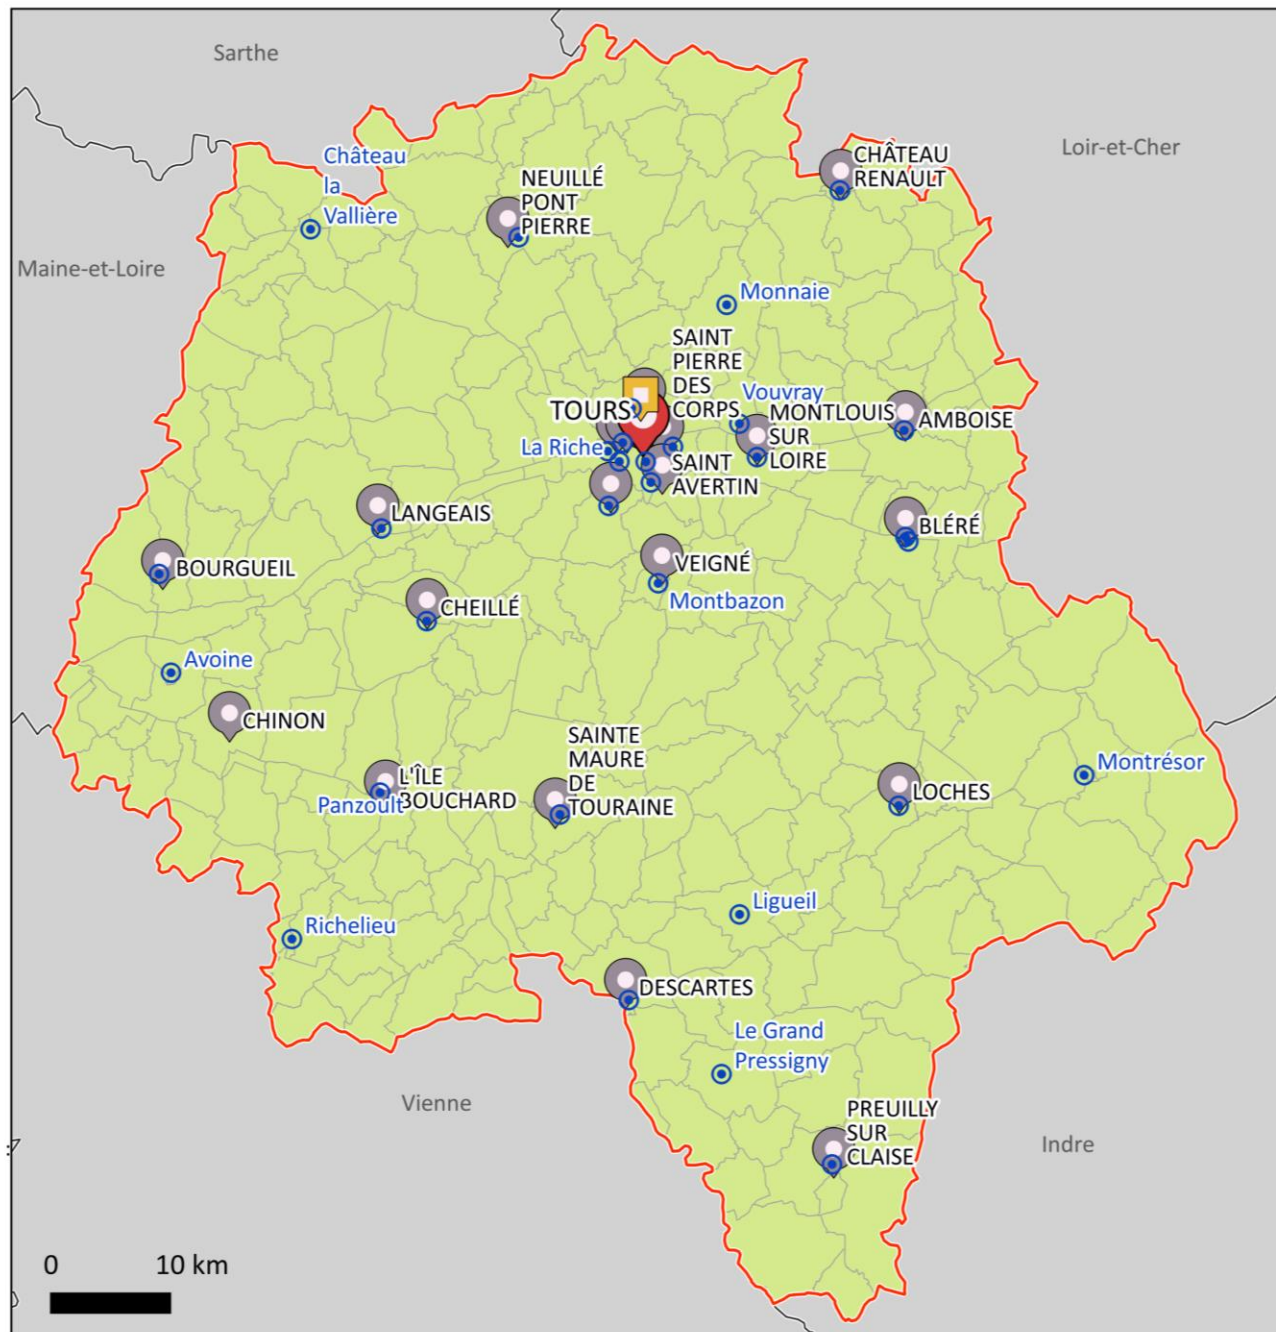 Sarthe
Loir-et-Cher
Château
la
Vallière
CHÂTEAU
RENAULT
NEUILLÉ
PONT
PIERRE
Maine-et-Loire
Monnaie
SAINT
PIERRE
DES
CORPS
TOURS
Vouvray
MONTLOUIS
SUR
LOIRE
AMBOISE
La Riche
SAINT
AVERTIN
LANGEAIS
BLÉRÉ
BOURGUEIL
VEIGNÉ
Montbazon
CHEILLÉ
Avoine
CHINON
SAINTE
MAURE
DE
TOURAINE
L'ÎLE
BOUCHARD
Panzoult
Montrésor
LOCHES
Ligueil
Richelieu
DESCARTES
Le Grand
Pressigny
Vienne
PREUILLY
SUR
CLAISE
Indre
0 10 km